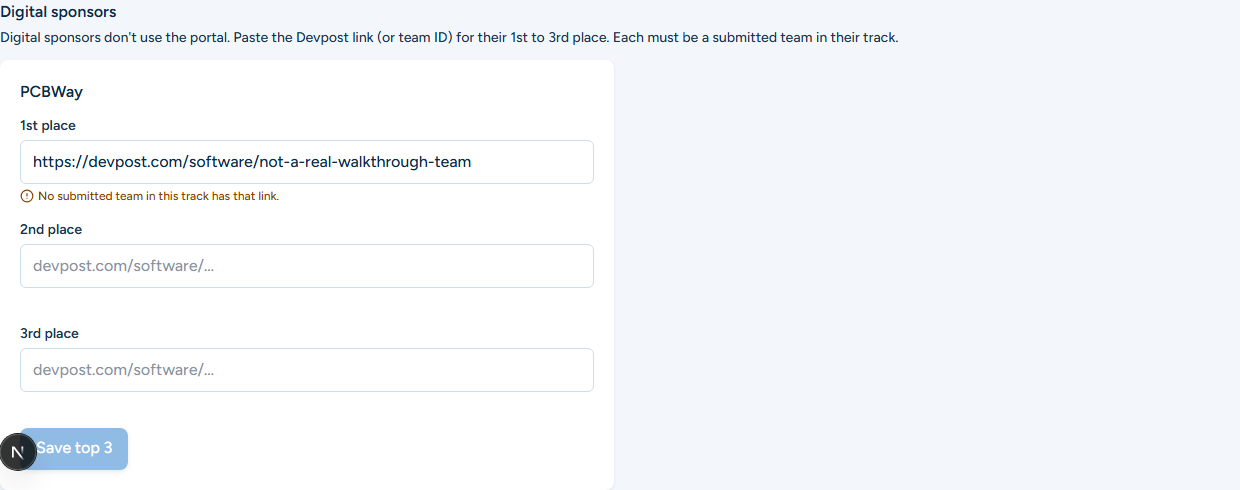 Digital sponsors
Digital sponsors don't use the portal. Paste the Devpost link (or team ID) for their 1st to 3rd place. Each must be a submitted team in their track.
PCBWay
1st place
https://devpost.com/software/not-a-real-walkthrough-team
No submitted team in this track has that link.
2nd place
devpost.com/software/...
3rd place
devpost.com/software/...
N
Save top 3